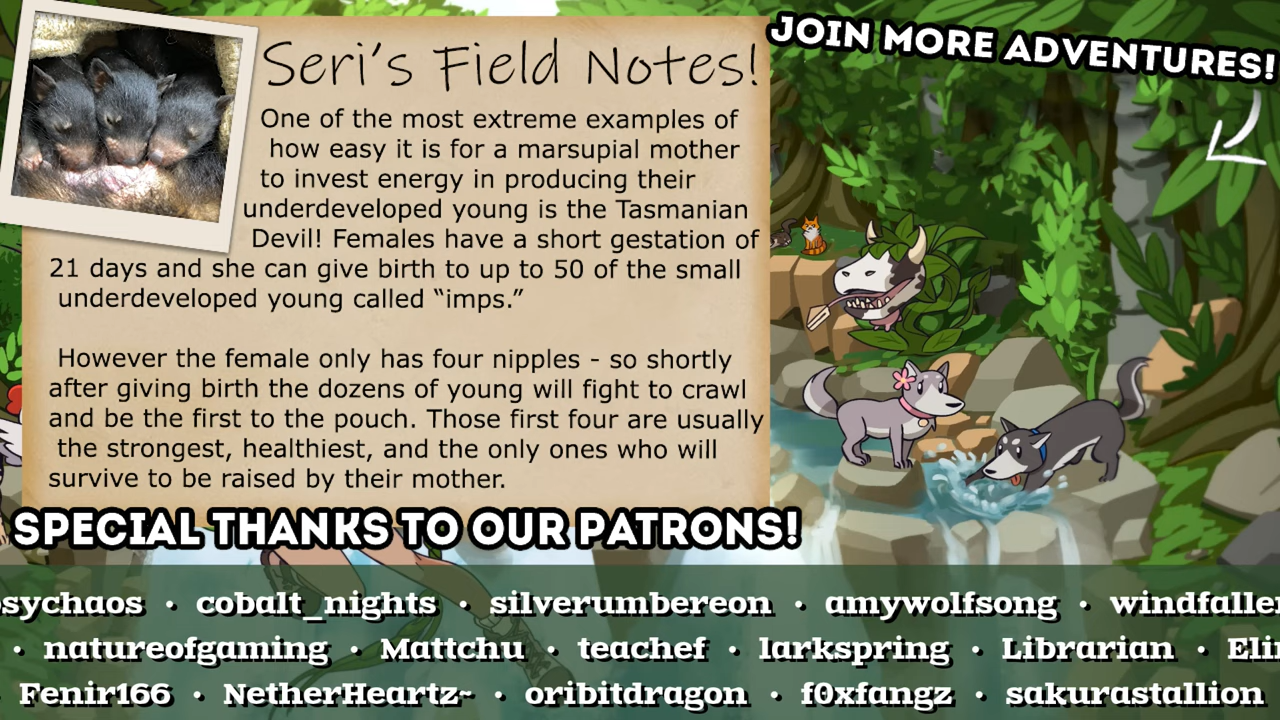 Seri's Field Notes!
JOIN MORE ADVENTURES!
One of the most extreme examples of
how easy it is for a marsupial mother
to invest energy in producing their
underdeveloped young is the Tasmanian
Devil! Females have a short gestation of
21 days and she can give birth to up to 50 of the small
underdeveloped young called “imps.”
However the female only has four nipples - so shortly
after giving birth the dozens of young will fight to crawl
and be the first to the pouch. Those first four are usually
the strongest, healthiest, and the only ones who will
survive to be raised by their mother.
SPECIAL THANKS TO OUR PATRONS!
sychaos · cobalt_nights · silverumbereon · amywolfsong · windfalle
· natureofgaming · Mattchu · teachef · larkspring · Librarian · Eli
Fenir166 · NetherHeartz~ · oribitdragon · f0xfangz · sakurastallion